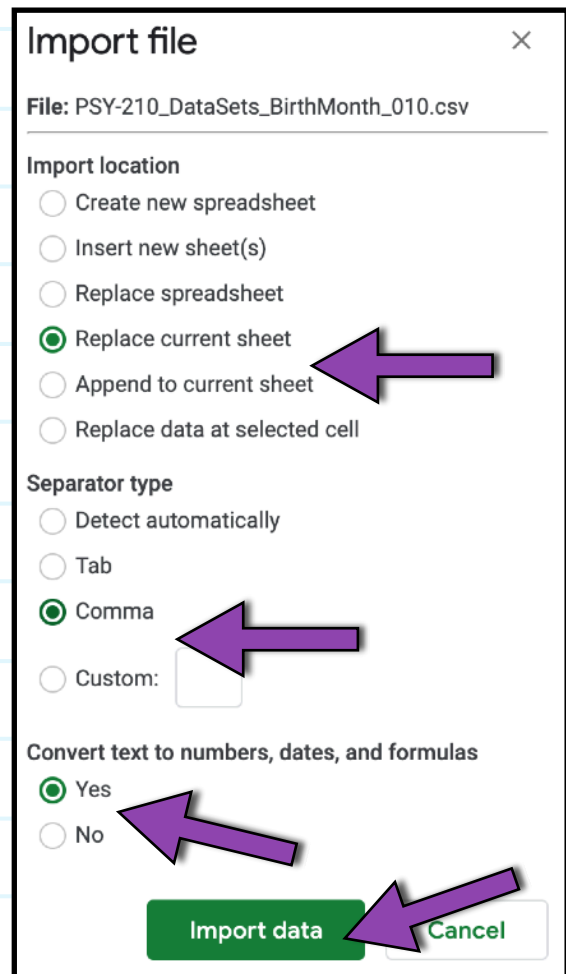 Import file
File: PSY-210_DataSets_BirthMonth_010.csv
Import location
Create new spreadsheet
Insert new sheet(s)
Replace spreadsheet
Replace current sheet
Append to current sheet
Replace data at selected cell
Separator type
Detect automatically
Tab
Comma
Custom:
Convert text to numbers, dates, and formulas
Yes
No
Import data Cancel